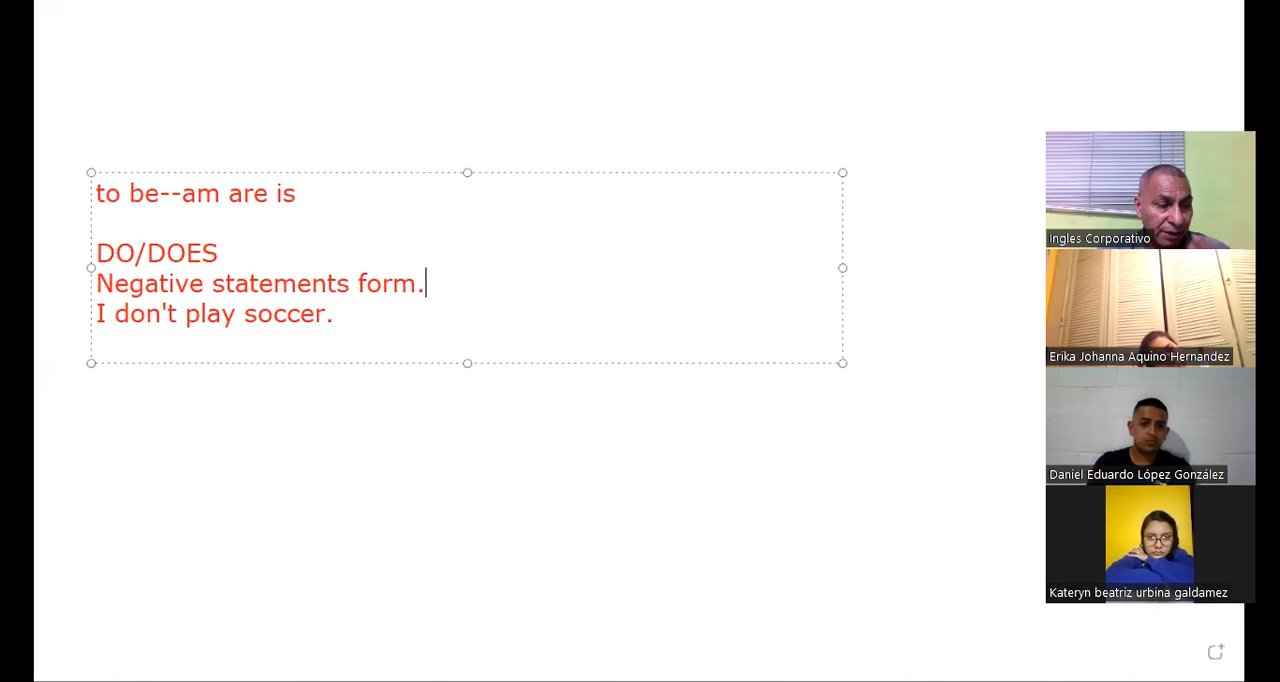 to be--am are is
DO/DOES
Negative statements form.
I don't play soccer.
Ingles Corporativo
Erika Johanna Aquino Hernandez
Daniel Eduardo López González
Kateryn beatriz urbina galdamez